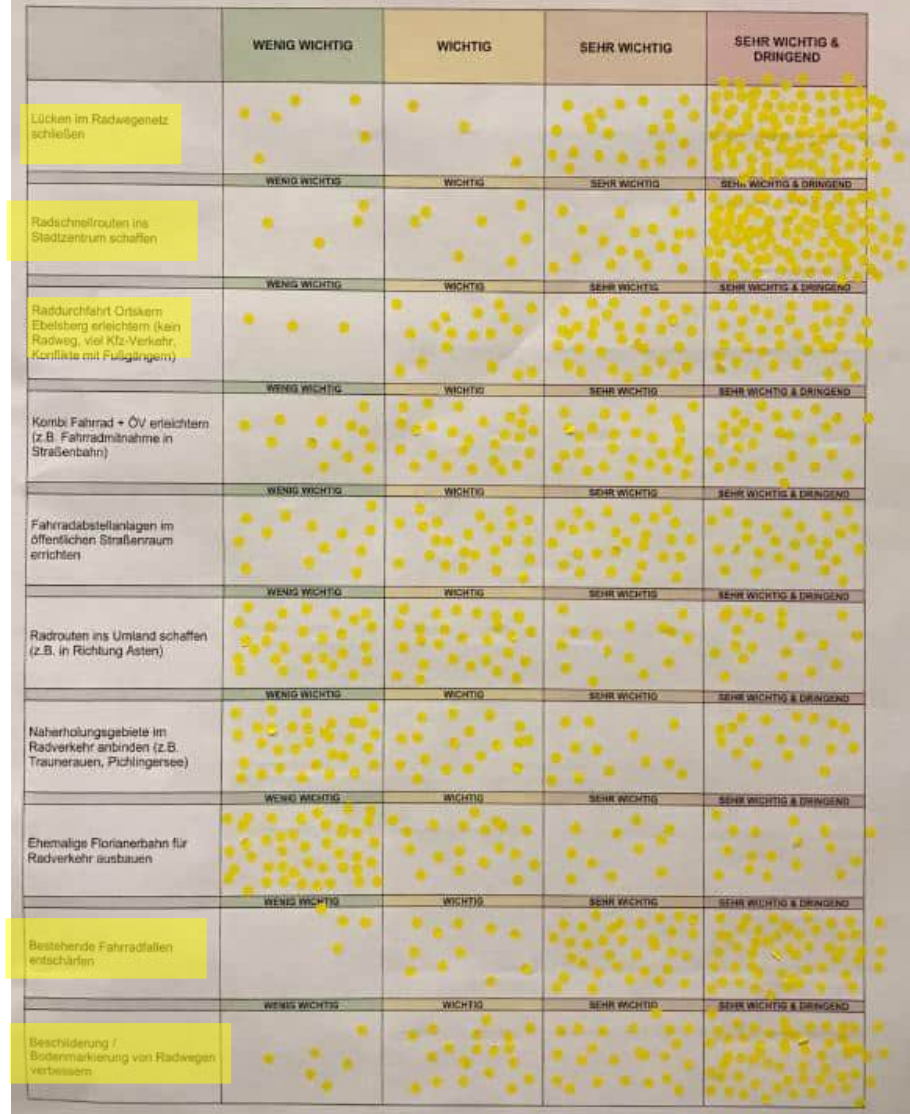 WENIG WICHTIG
WICHTIG
SEHR WICHTIG
SEHR WICHTIG &
DRINGEND
Lücken im Radwegenetz
schließen
WENIG WICHTIG
WICHTIG
SEHR WICHTIG
SEHR WICHTIG & DRINGEND
Radschnellrouten ins
Stadtzentrum schaffen
WENIG WICHTIG
WICHTIG
SEHR WICHTIG
SEHR WICHTIG & DRINGEND
Raddurchfahrt Ortskern
Ebelsberg erleichtern (kein
Radweg, viel Kfz-Verkehr,
Konflikte mit Fußgängern)
WENIG WICHTIG
WICHTIG
SEHR WICHTIG
SEHR WICHTIG & DRINGEND
Kombi Fahrrad + ÖV erleichtern
(z.B. Fahrradmitnahme in
Straßenbahn)
WENIG WICHTIG
WICHTIG
SEHR WICHTIG
SEHR WICHTIG & DRINGEND
Fahrradabstellanlagen im
öffentlichen Straßenraum
errichten
WENIG WICHTIG
WICHTIG
SEHR WICHTIG
SEHR WICHTIG & DRINGEND
Radrouten ins Umland schaffen
(z.B. in Richtung Asten)
WENIG WICHTIG
WICHTIG
SEHR WICHTIG
SEHR WICHTIG & DRINGEND
Naherholungsgebiete im
Radverkehr anbinden (z.B.
Traunerauen, Pichlingersee)
WENIG WICHTIG
WICHTIG
SEHR WICHTIG
SEHR WICHTIG & DRINGEND
Ehemalige Florianerbahn für
Radverkehr ausbauen
WENIG WICHTIG
WICHTIG
SEHR WICHTIG
SEHR WICHTIG & DRINGEND
Bestehende Fahrradfallen
entschärfen
WENIG WICHTIG
WICHTIG
SEHR WICHTIG
SEHR WICHTIG & DRINGEND
Beschilderung /
Bodenmarkierung von Radwegen
verbessern